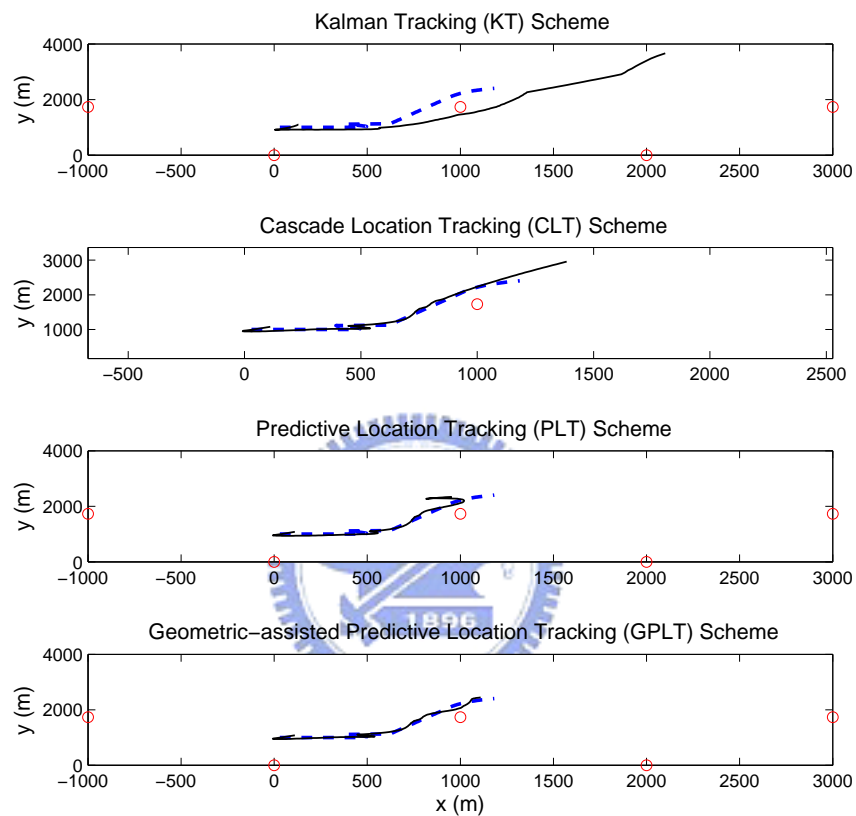 Kalman Tracking (KT) Scheme
4000
2000
0
y (m)
−1000 −500 0 500 1000 1500 2000 2500 3000
Cascade Location Tracking (CLT) Scheme
3000
2000
1000
y (m)
−500 0 500 1000 1500 2000 2500
Predictive Location Tracking (PLT) Scheme
4000
2000
0
y (m)
−1000 −500 0 500 1000 1500 2000 2500 3000
1896
Geometric−assisted Predictive Location Tracking (GPLT) Scheme
4000
2000
0
y (m)
−1000 −500 0 500 1000 1500 2000 2500 3000
x (m)